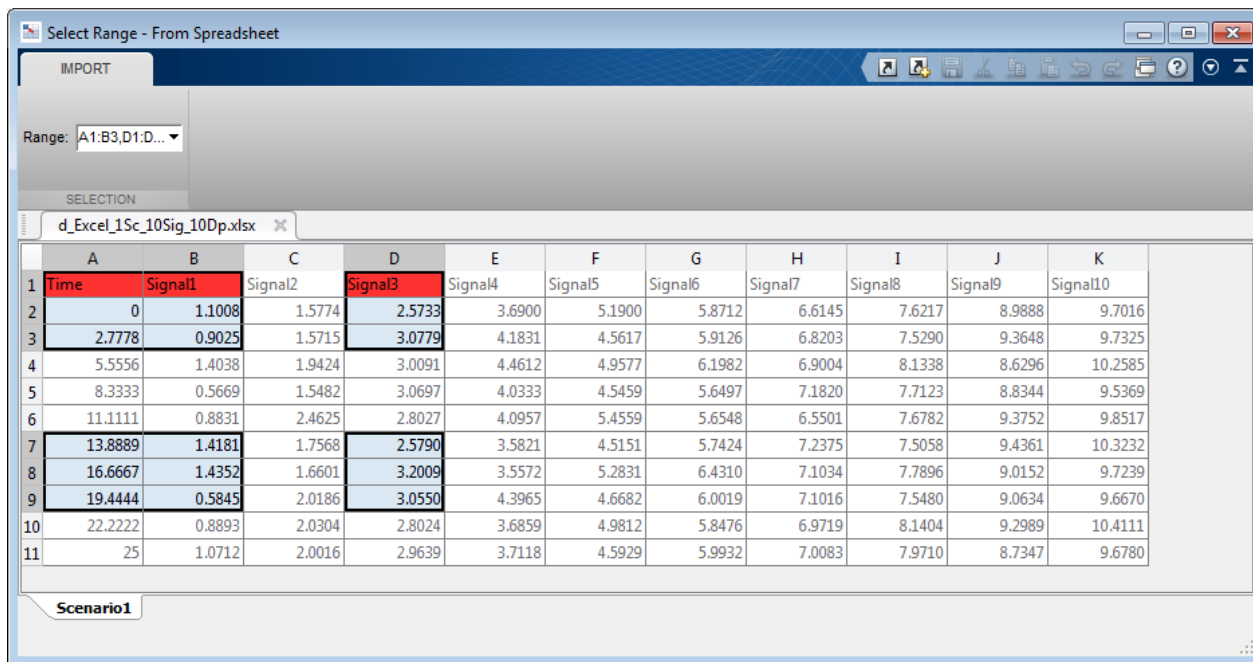 Select Range - From Spreadsheet
IMPORT
Range: A1:B3,D1:D...
SELECTION
d_Excel_1Sc_10Sig_10Dp.xlsx
A B C D E F G H I J K
1 Time Signal1 Signal2 Signal3 Signal4 Signal5 Signal6 Signal7 Signal8 Signal9 Signal10
2 0 1.1008 1.5774 2.5733 3.6900 5.1900 5.8712 6.6145 7.6217 8.9888 9.7016
3 2.7778 0.9025 1.5715 3.0779 4.1831 4.5617 5.9126 6.8203 7.5290 9.3648 9.7325
4 5.5556 1.4038 1.9424 3.0091 4.4612 4.9577 6.1982 6.9004 8.1338 8.6296 10.2585
5 8.3333 0.5669 1.5482 3.0697 4.0333 4.5459 5.6497 7.1820 7.7123 8.8344 9.5369
6 11.1111 0.8831 2.4625 2.8027 4.0957 5.4559 5.6548 6.5501 7.6782 9.3752 9.8517
7 13.8889 1.4181 1.7568 2.5790 3.5821 4.5151 5.7424 7.2375 7.5058 9.4361 10.3232
8 16.6667 1.4352 1.6601 3.2009 3.5572 5.2831 6.4310 7.1034 7.7896 9.0152 9.7239
9 19.4444 0.5845 2.0186 3.0550 4.3965 4.6682 6.0019 7.1016 7.5480 9.0634 9.6670
10 22.2222 0.8893 2.0304 2.8024 3.6859 4.9812 5.8476 6.9719 8.1404 9.2989 10.4111
11 25 1.0712 2.0016 2.9639 3.7118 4.5929 5.9932 7.0083 7.9710 8.7347 9.6780
Scenario1